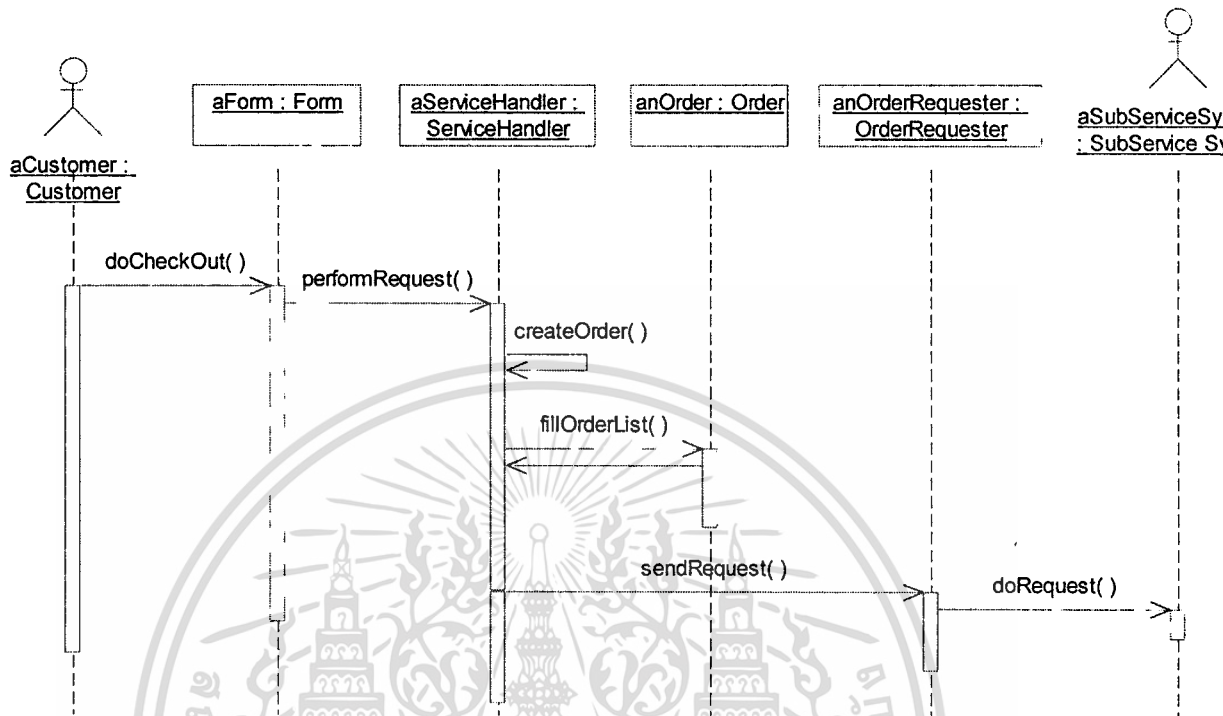 aForm : Form
aServiceHandler :
ServiceHandler
anOrder : Order
anOrderRequester :
OrderRequester
aSubServiceSy
: SubService Sy
aCustomer :
Customer
doCheckOut( )
performRequest( )
createOrder( )
fillOrderList( )
sendRequest( )
doRequest( )